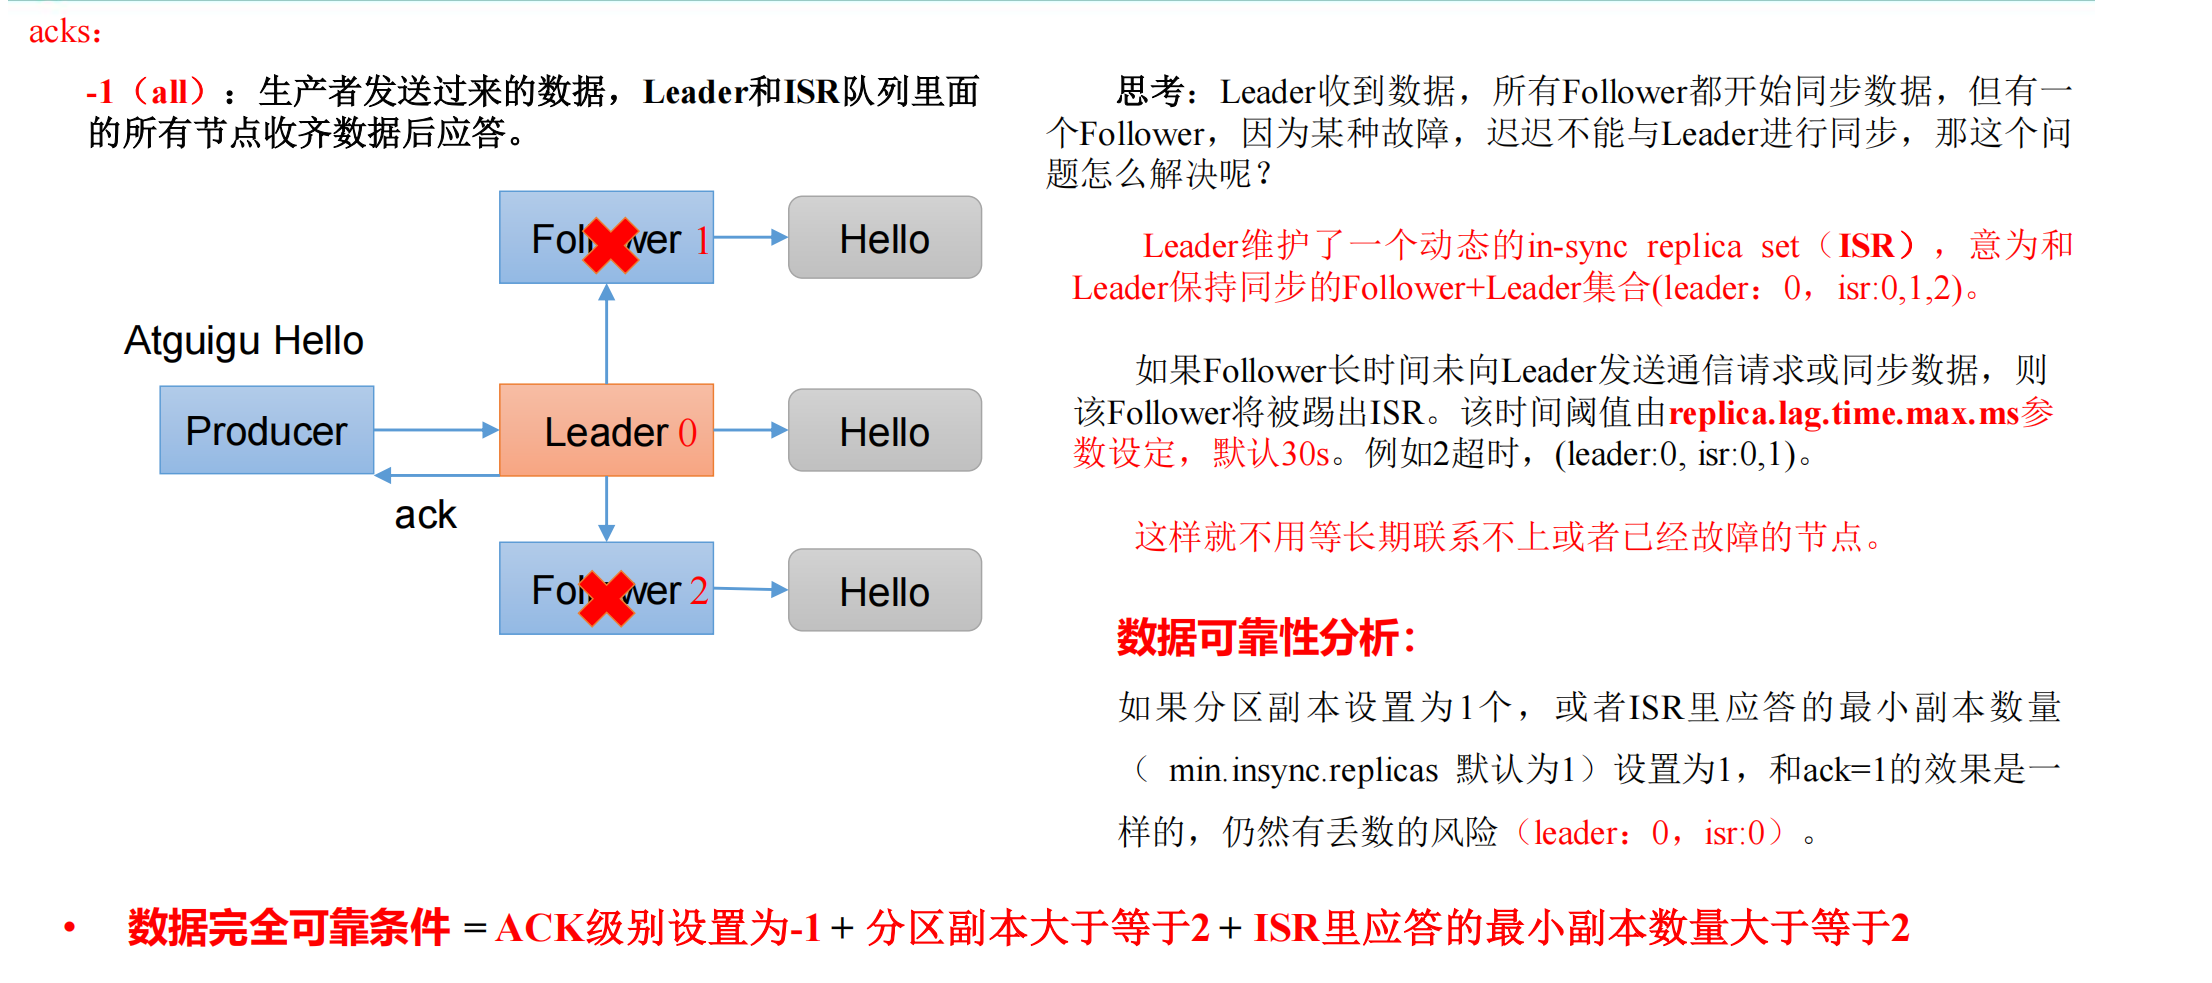 acks：
-1（all）：生产者发送过来的数据，Leader和ISR队列里面
的所有节点收齐数据后应答。
Follower 1
Hello
Atguigu Hello
Producer
Leader 0
Hello
ack
Follower 2
Hello
思考：Leader收到数据，所有Follower都开始同步数据，但有一
个Follower，因为某种故障，迟迟不能与Leader进行同步，那这个问
题怎么解决呢？
Leader维护了一个动态的in-sync replica set（ISR），意为和
Leader保持同步的Follower+Leader集合(leader：0，isr:0,1,2)。
如果Follower长时间未向Leader发送通信请求或同步数据，则
该Follower将被踢出ISR。该时间阈值由replica.lag.time.max.ms参
数设定，默认30s。例如2超时，(leader:0, isr:0,1)。
这样就不用等长期联系不上或者已经故障的节点。
数据可靠性分析：
如果分区副本设置为1个，或者ISR里应答的最小副本数量
（ min.insync.replicas 默认为1）设置为1，和ack=1的效果是一
样的，仍然有丢数的风险（leader：0，isr:0）。
• 数据完全可靠条件 = ACK级别设置为-1 + 分区副本大于等于2 + ISR里应答的最小副本数量大于等于2